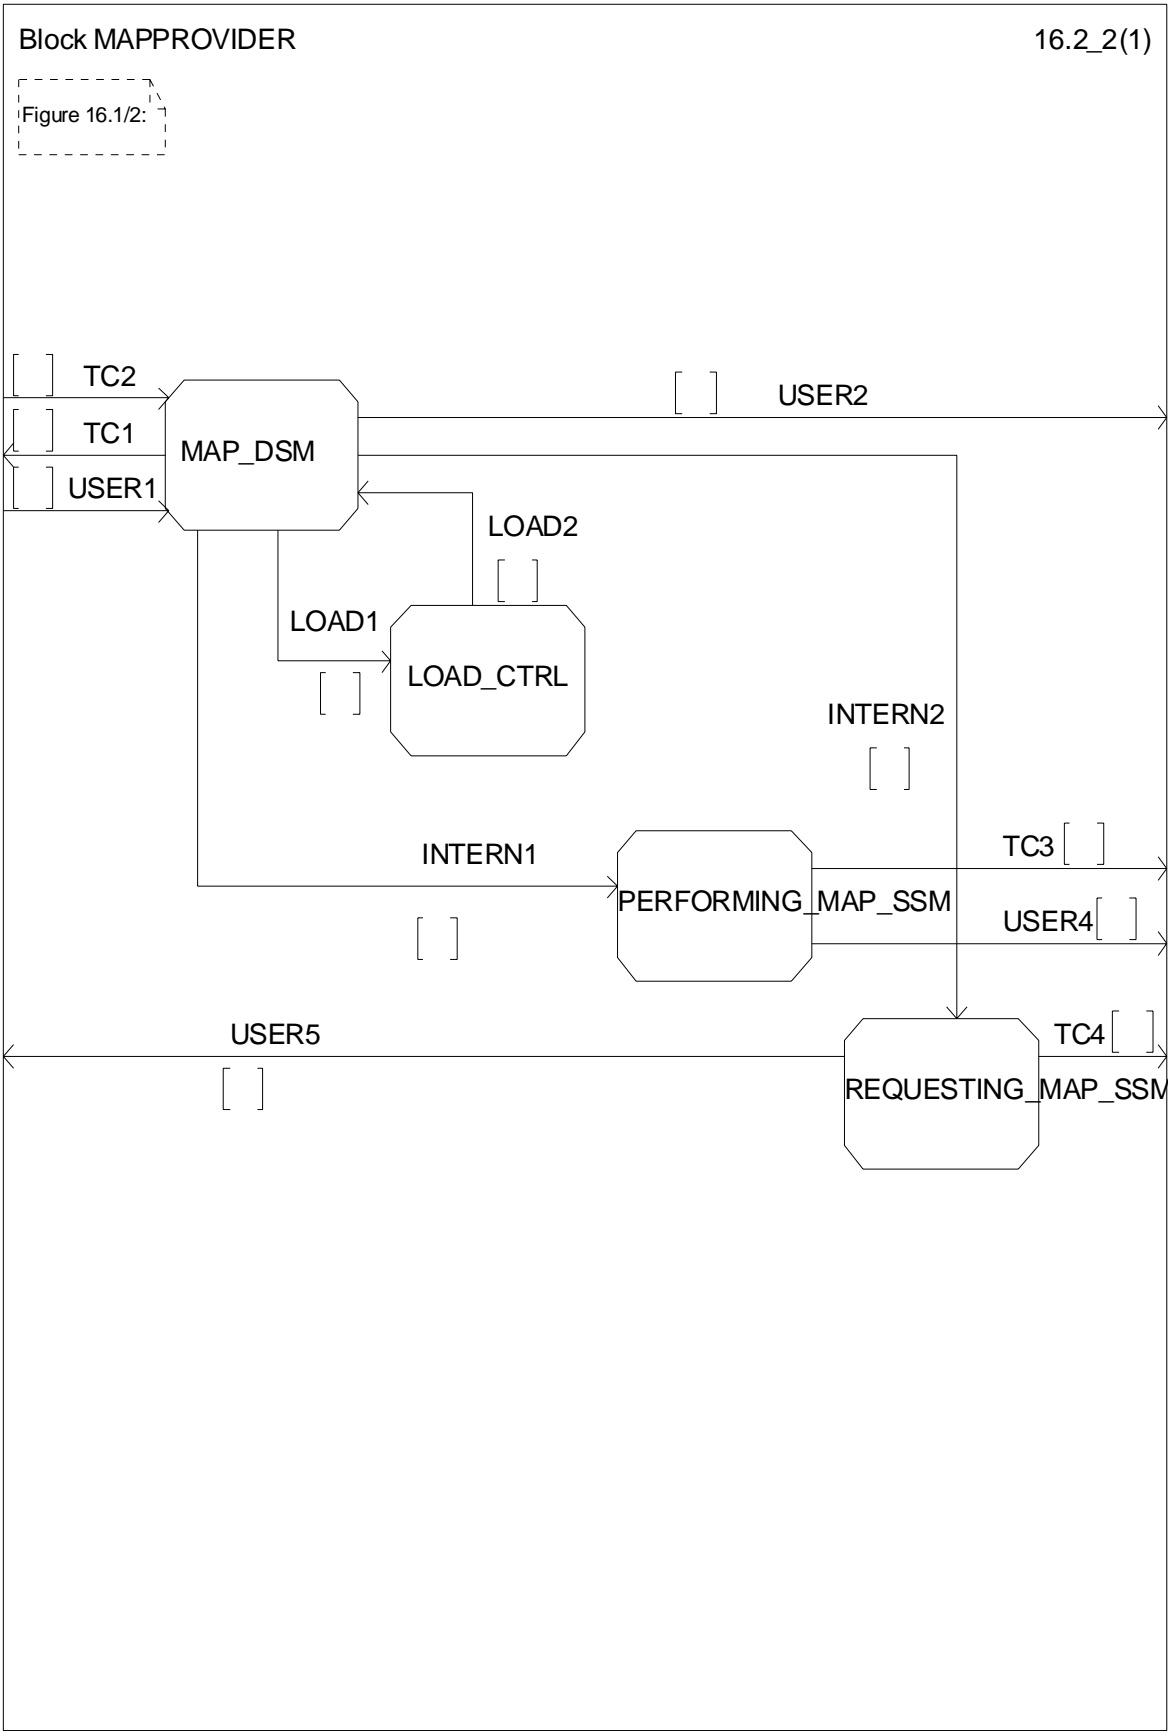 Block MAPPROVIDER
16.2_2(1)
Figure 16.1/2:
TC2
USER2
TC1
MAP_DSM
USER1
LOAD2
LOAD1
LOAD_CTRL
INTERN2
INTERN1
TC3
PERFORMING_MAP_SSM
USER4
USER5
TC4
REQUESTING_MAP_SSM